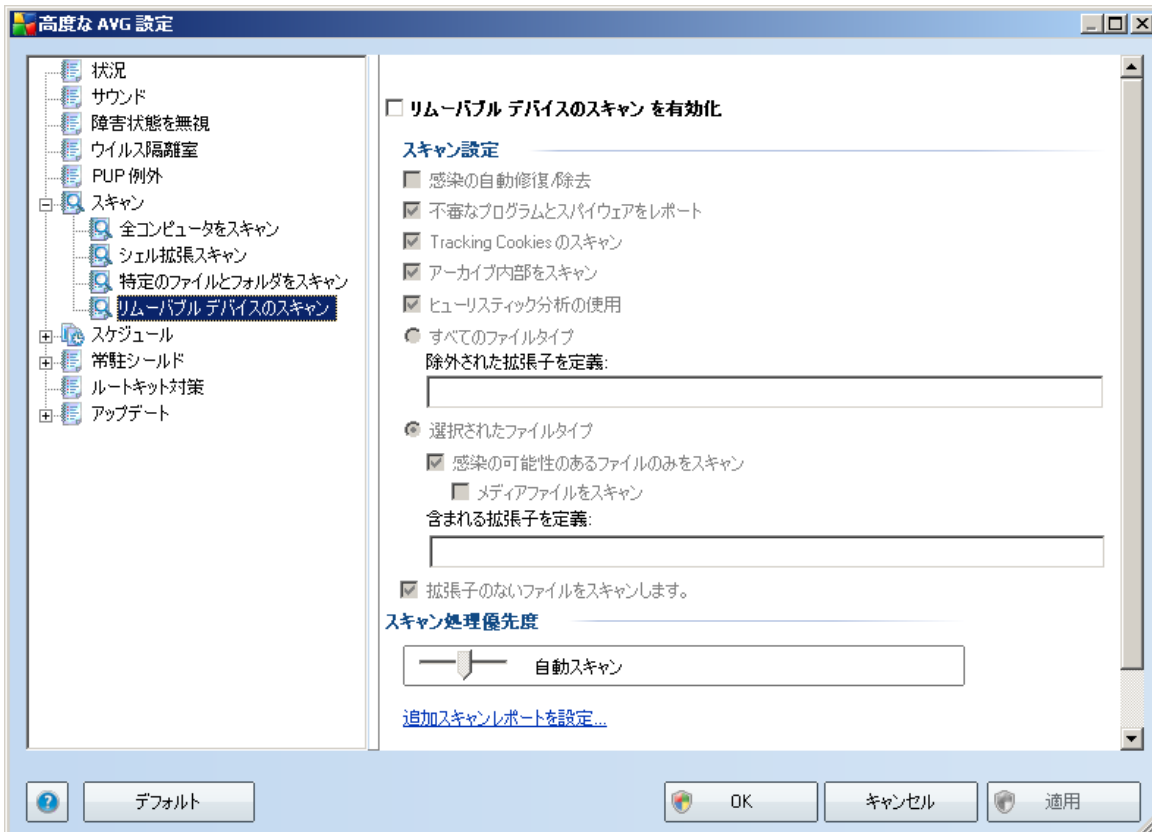 高度な AVG 設定
状況
サウンド
障害状態を無視
ウイルス隔離室
PUP 例外
スキャン
全コンピュータをスキャン
シェル拡張スキャン
特定のファイルとフォルダをスキャン
リムーバブル デバイスのスキャン
スケジュール
常駐シールド
ルートキット対策
アップデート
リムーバブル デバイスのスキャン を有効化
スキャン設定
感染の自動修復/除去
不審なプログラムとスパイウェアをレポート
Tracking Cookies のスキャン
アーカイブ内部をスキャン
ヒューリスティック分析の使用
すべてのファイルタイプ
除外された拡張子を定義:
選択されたファイルタイプ
感染の可能性のあるファイルのみをスキャン
メディアファイルをスキャン
含まれる拡張子を定義:
拡張子のないファイルをスキャンします。
スキャン処理優先度
自動スキャン
追加スキャンレポートを設定...
デフォルト
OK
キャンセル
適用